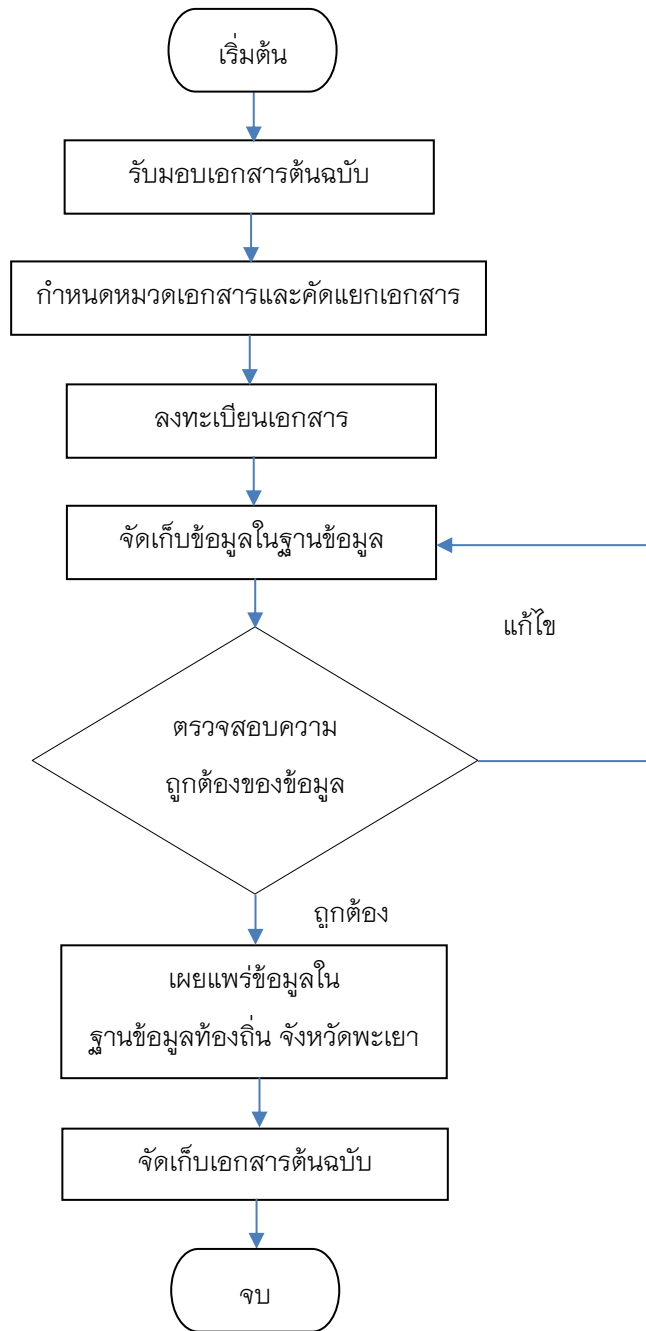 เริ่มต้น
รับมอบเอกสารต้นฉบับ
กำหนดหมวดเอกสารและคัดแยกเอกสาร
ลงทะเบียนเอกสาร
จัดเก็บข้อมูลในฐานข้อมูล
แก้ไข
ตรวจสอบความ
ถูกต้องของข้อมูล
ถูกต้อง
เผยแพร่ข้อมูลใน
ฐานข้อมูลท้องถิ่น จังหวัดพะเยา
จัดเก็บเอกสารต้นฉบับ
จบ